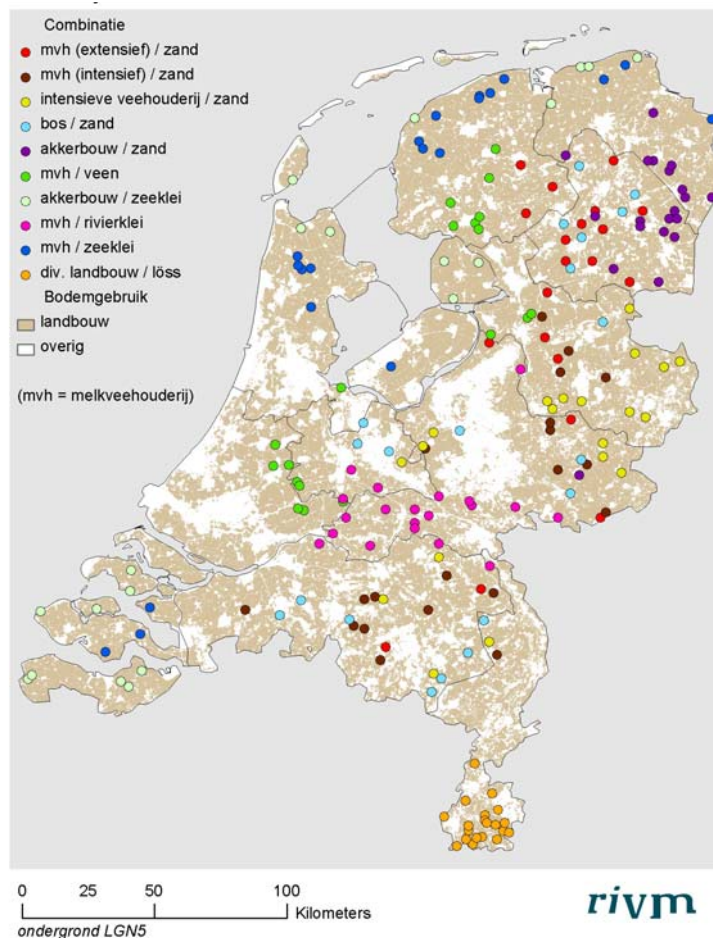 Combinatie
mvh (extensief) / zand
mvh (intensief) / zand
intensieve veehouderij / zand
bos / zand
akkerbouw / zand
mvh / veen
akkerbouw / zeeklei
mvh / rivierklei
mvh / zeeklei
div. landbouw / löss
Bodemgebruik
landbouw
overig
(mvh = melkveehouderij)
0 25 50 100
Kilometers
ondergrond LGN5
rivm